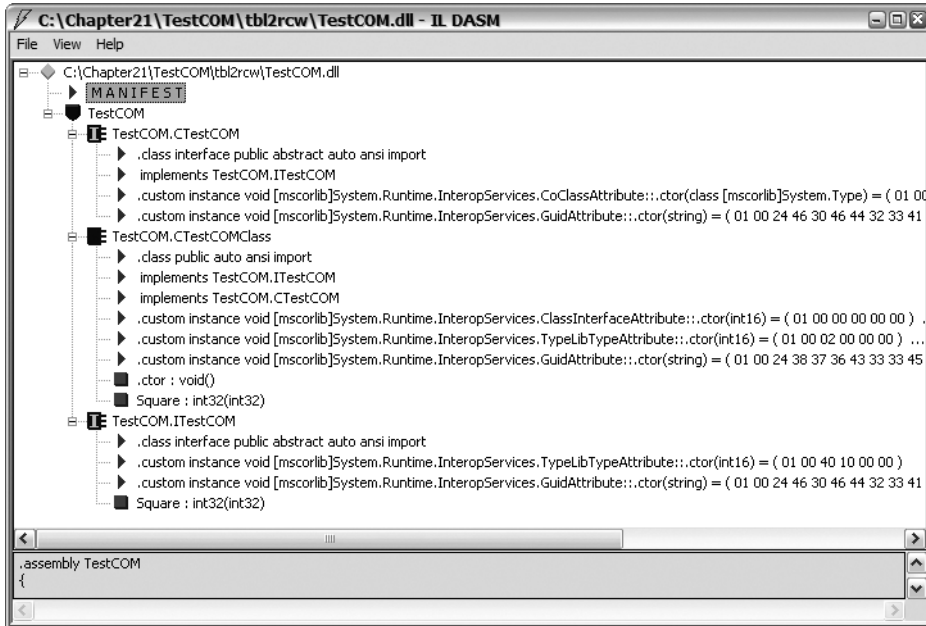 C:\Chapter21\TestCOM\tbl2rcw\TestCOM.dll - IL DASM
File View Help
C:\Chapter21\TestCOM\tbl2rcw\TestCOM.dll
MANIFEST
TestCOM
TestCOM.CTestCOM
.class interface public abstract auto ansi import
implements TestCOM.ITestCOM
.custom instance void [mscorlib]System.Runtime.InteropServices.CoClassAttribute::.ctor(class [mscorlib]System.Type) = ( 01 00
.custom instance void [mscorlib]System.Runtime.InteropServices.GuidAttribute::.ctor(string) = ( 01 00 24 46 30 46 44 32 33 41
TestCOM.CTestCOMClass
.class public auto ansi import
implements TestCOM.ITestCOM
implements TestCOM.CTestCOM
.custom instance void [mscorlib]System.Runtime.InteropServices.ClassInterfaceAttribute::.ctor(int16) = ( 01 00 00 00 00 00 ) .
.custom instance void [mscorlib]System.Runtime.InteropServices.TypeLibTypeAttribute::.ctor(int16) = ( 01 00 02 00 00 00 ) ...
.custom instance void [mscorlib]System.Runtime.InteropServices.GuidAttribute::.ctor(string) = ( 01 00 24 38 37 36 43 33 33 45
.ctor : void()
Square : int32(int32)
TestCOM.ITestCOM
.class interface public abstract auto ansi import
.custom instance void [mscorlib]System.Runtime.InteropServices.TypeLibTypeAttribute::.ctor(int16) = ( 01 00 40 10 00 00 )
.custom instance void [mscorlib]System.Runtime.InteropServices.GuidAttribute::.ctor(string) = ( 01 00 24 46 30 46 44 32 33 41
Square : int32(int32)
.assembly TestCOM
{